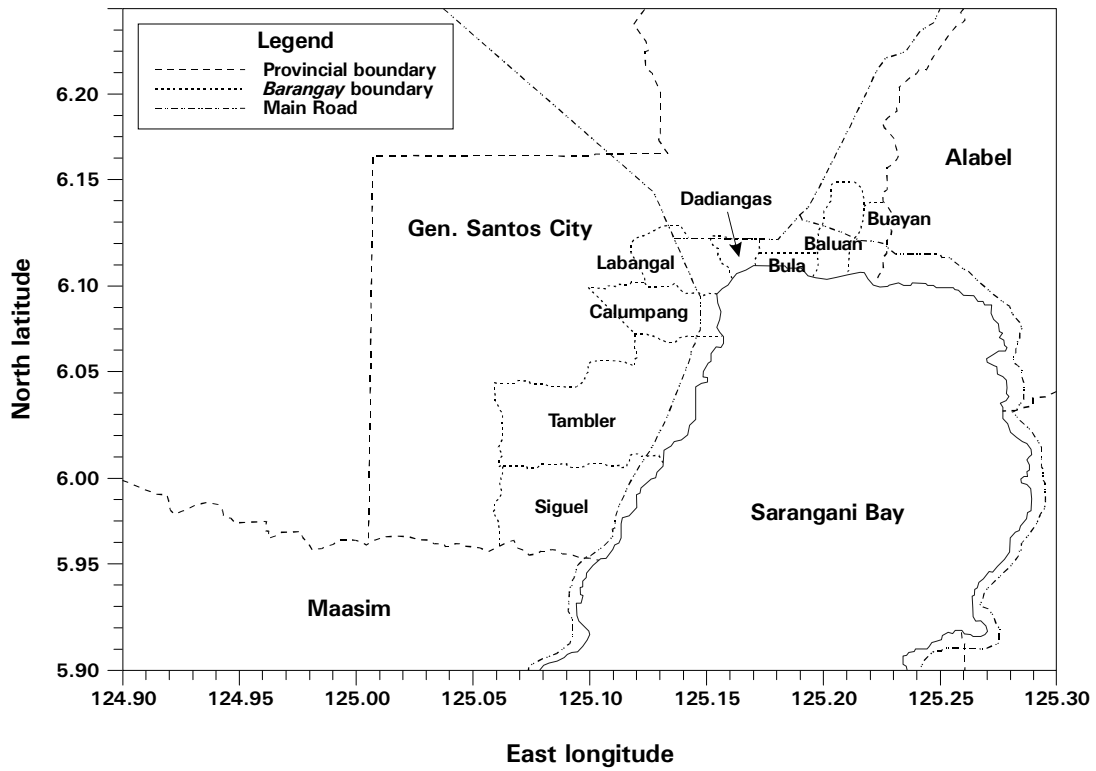 Legend
Provincial boundary
Barangay boundary
Main Road
6.20
6.15
6.10
6.05
6.00
5.95
5.90
North latitude
Alabel
Dadiangas
Buayan
Gen. Santos City
Baluan
Labangal
Bula
Calumpang
Tambler
Siguel
Sarangani Bay
Maasim
124.90 124.95 125.00 125.05 125.10 125.15 125.20 125.25 125.30
East longitude